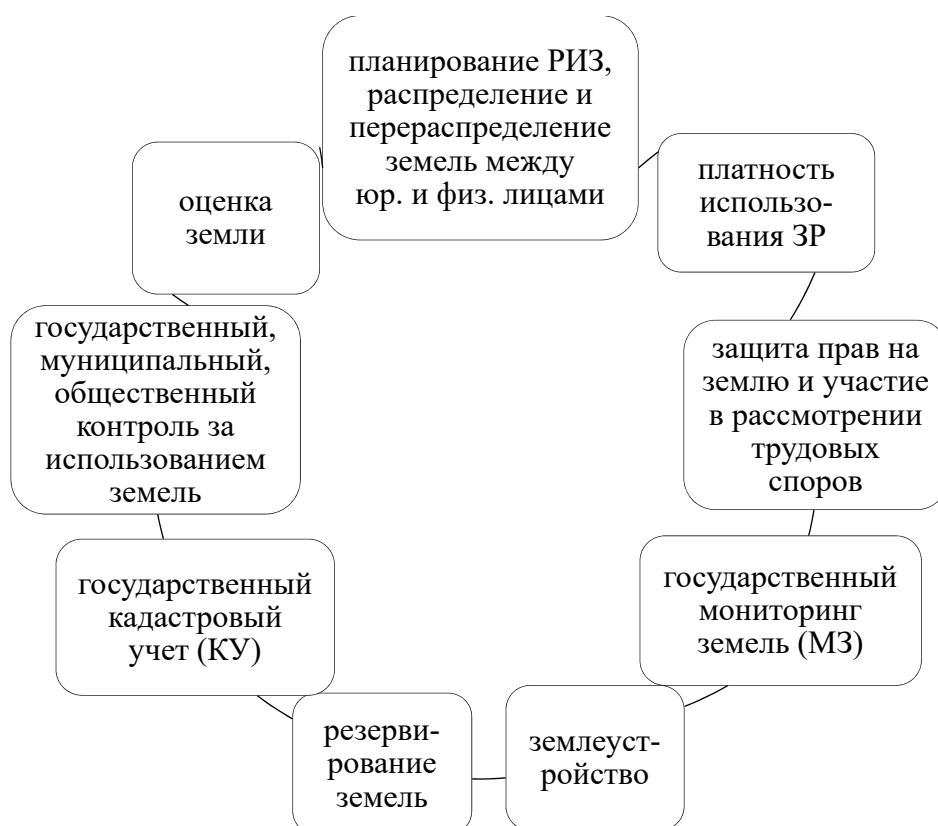 планирование РИЗ,
распределение и
перераспределение
земель между
юр. и физ. лицами
платность
использо-
вания ЗР
защита прав на
землю и участие
в рассмотрении
трудовых
споров
государственный
мониторинг
земель (МЗ)
землеуст-
ройство
резерви-
рование
земель
государственный
кадастровый
учет (КУ)
государственный,
муниципальный,
общественный
контроль за
использованием
земель
оценка
земли